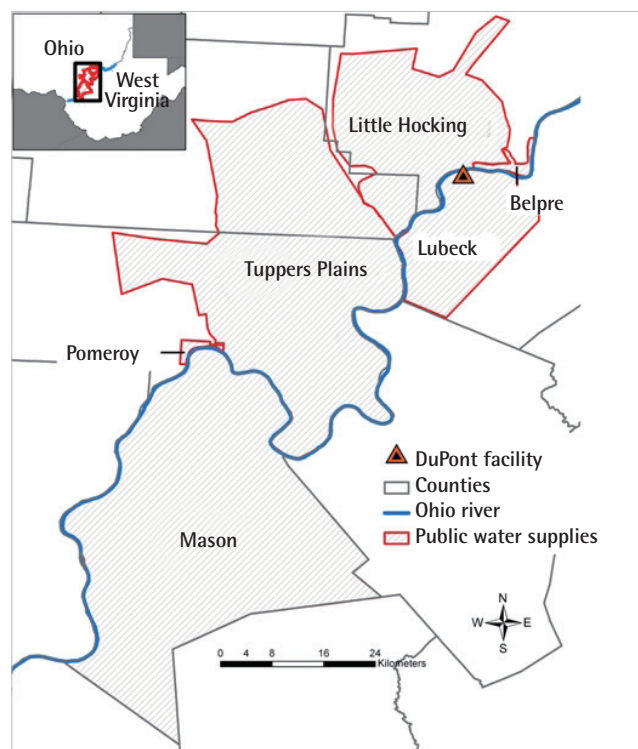 Ohio
West
Virginia
Little Hocking
Belpre
Lubeck
Tuppers Plains
Pomeroy
DuPont facility
Counties
Ohio river
Public water supplies
Mason
N
W E
S
0 4 8 16 24
Kilometers